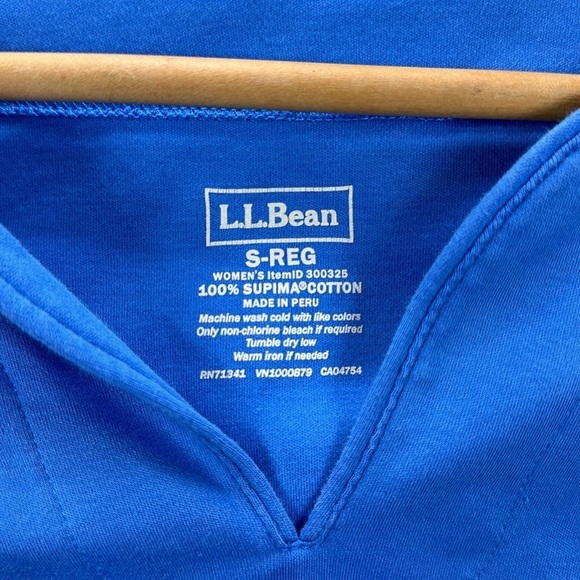 L.L.Bean
S-REG
WOMEN'S ItemID 300325
100% SUPIMA®COTTON
MADE IN PERU
Machine wash cold with like colors
Only non-chlorine bleach if required
Tumble dry low
Warm iron if needed
RN71341 VN1000879 CA04754